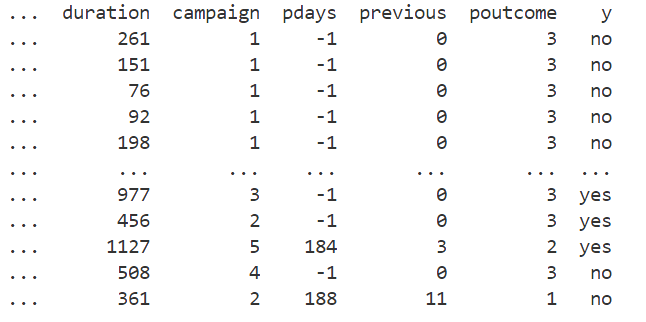 ... duration campaign pdays previous poutcome y
... 261 1 -1 0 3 no
... 151 1 -1 0 3 no
... 76 1 -1 0 3 no
... 92 1 -1 0 3 no
... 198 1 -1 0 3 no
... ... ... ... ... ... ...
... 977 3 -1 0 3 yes
... 456 2 -1 0 3 yes
... 1127 5 184 3 2 yes
... 508 4 -1 0 3 no
... 361 2 188 11 1 no